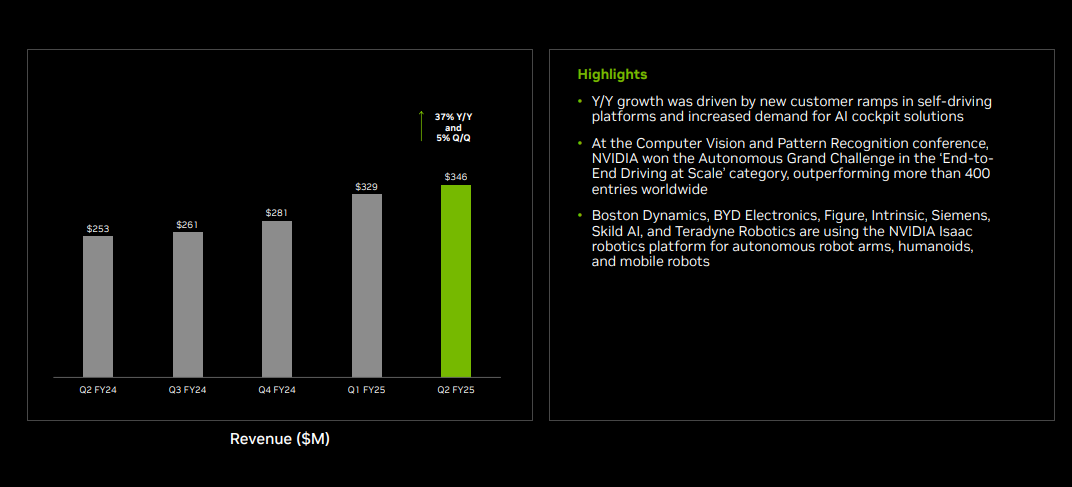 37% Y/Y
and
5% Q/Q
$253
$261
$281
$329
$346
Q2 FY24
Q3 FY24
Q4 FY24
Q1 FY25
Q2 FY25
Revenue ($M)
Highlights
• Y/Y growth was driven by new customer ramps in self-driving
platforms and increased demand for AI cockpit solutions
• At the Computer Vision and Pattern Recognition conference,
NVIDIA won the Autonomous Grand Challenge in the ‘End-to-
End Driving at Scale’ category, outperforming more than 400
entries worldwide
• Boston Dynamics, BYD Electronics, Figure, Intrinsic, Siemens,
Skild AI, and Teradyne Robotics are using the NVIDIA Isaac
robotics platform for autonomous robot arms, humanoids,
and mobile robots